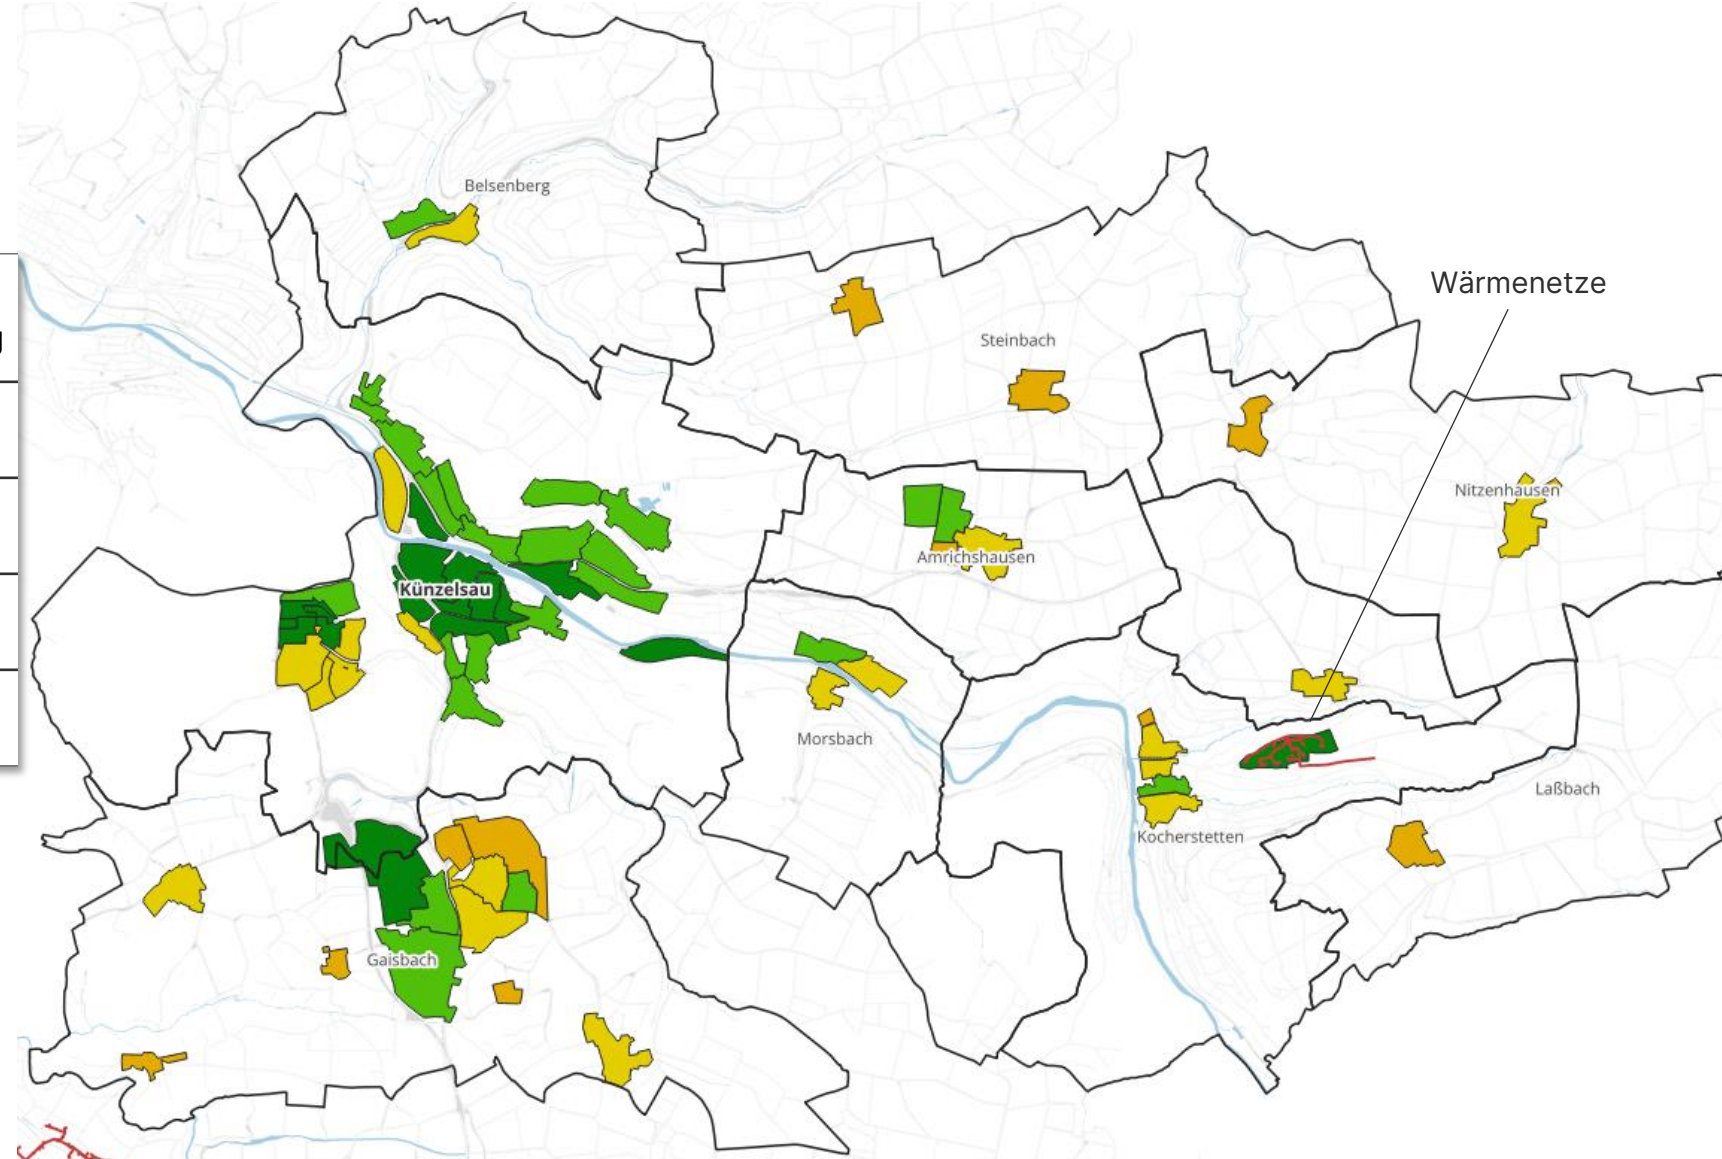 Belsenberg
Wärmenetze
Steinbach
Nitzenhausen
Amrichshausen
Künzelsau
Morsbach
Laßbach
Kocherstetten
Gaisbach